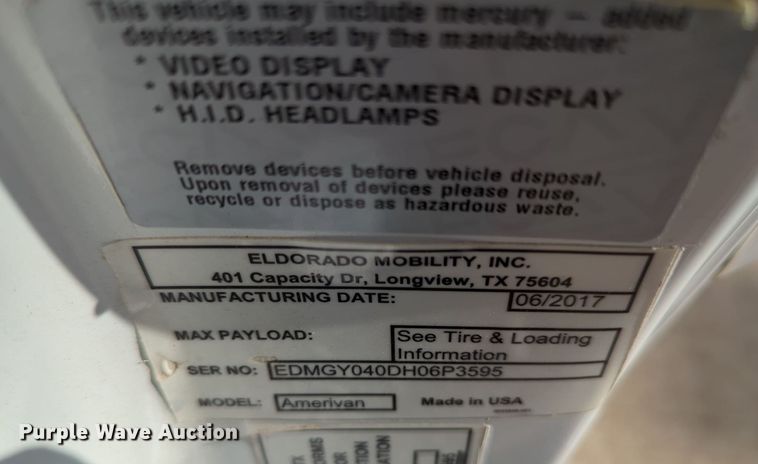 This vehicle may include mercury – added
devices installed by the manufacturer:
* VIDEO DISPLAY
* NAVIGATION/CAMERA DISPLAY
* H.I.D. HEADLAMPS
Remove devices before vehicle disposal.
Upon removal of devices please reuse,
recycle or dispose as hazardous waste.
ELDORADO MOBILITY, INC.
401 Capacity Dr, Longview, TX 75604
MANUFACTURING DATE: 06/2017
MAX PAYLOAD: See Tire & Loading
Information
SER NO: EDMGY040DH06P3595
MODEL: Amerivan Made in USA
Purple Wave Auction